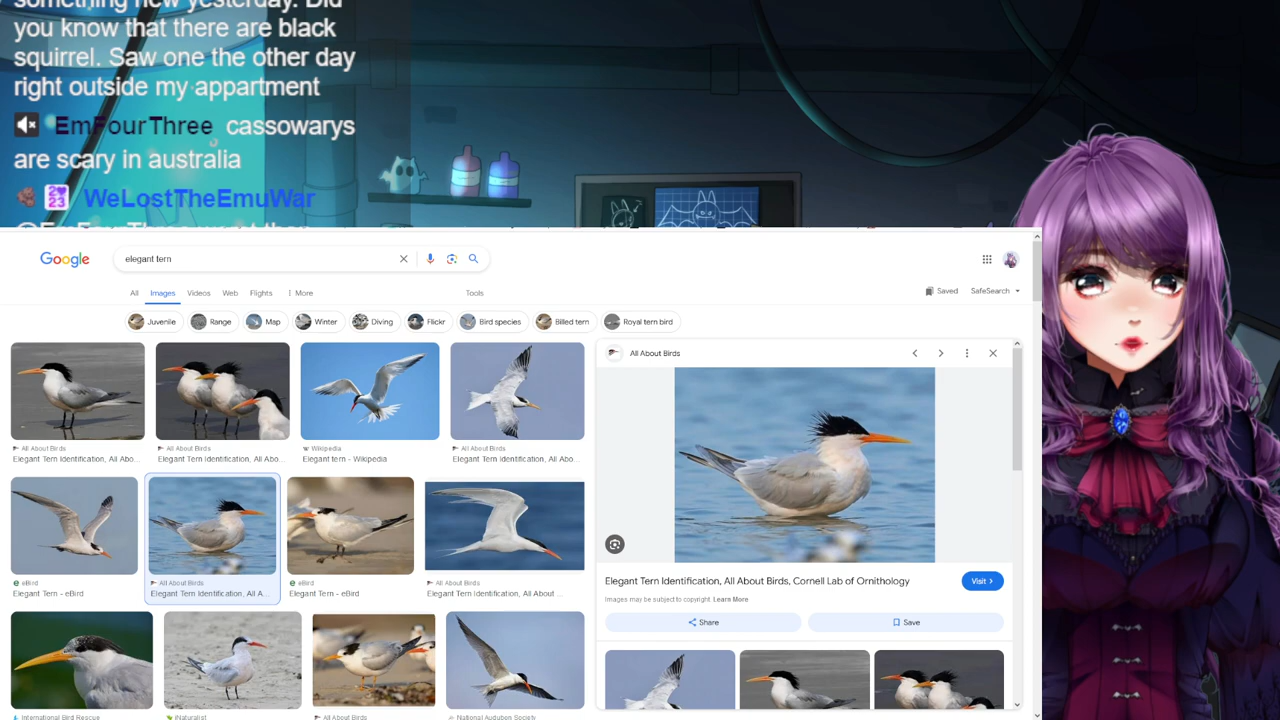 something new yesterday. Did
you know that there are black
squirrel. Saw one the other day
right outside my appartment
EmFourThree cassowarys
are scary in australia
WeLostTheEmuWar
Google
elegant tern
All Images Videos Web Flights More Tools
Saved SafeSearch
Juvenile Range Map Winter Diving Flickr Bird species Billed tern Royal tern bird
All About Birds
Elegant Tern Identification, All Abo...
All About Birds
Elegant Tern Identification, All Abo...
Wikipedia
Elegant tern - Wikipedia
All About Birds
Elegant Tern Identification, All Abo...
eBird
Elegant Tern - eBird
All About Birds
Elegant Tern Identification, All A...
eBird
Elegant Tern - eBird
All About Birds
Elegant Tern Identification, All About ...
International Bird Rescue
iNaturalist
All About Birds
National Audubon Society
All About Birds
Elegant Tern Identification, All About Birds, Cornell Lab of Ornithology
Visit
Images may be subject to copyright. Learn More
Share
Save